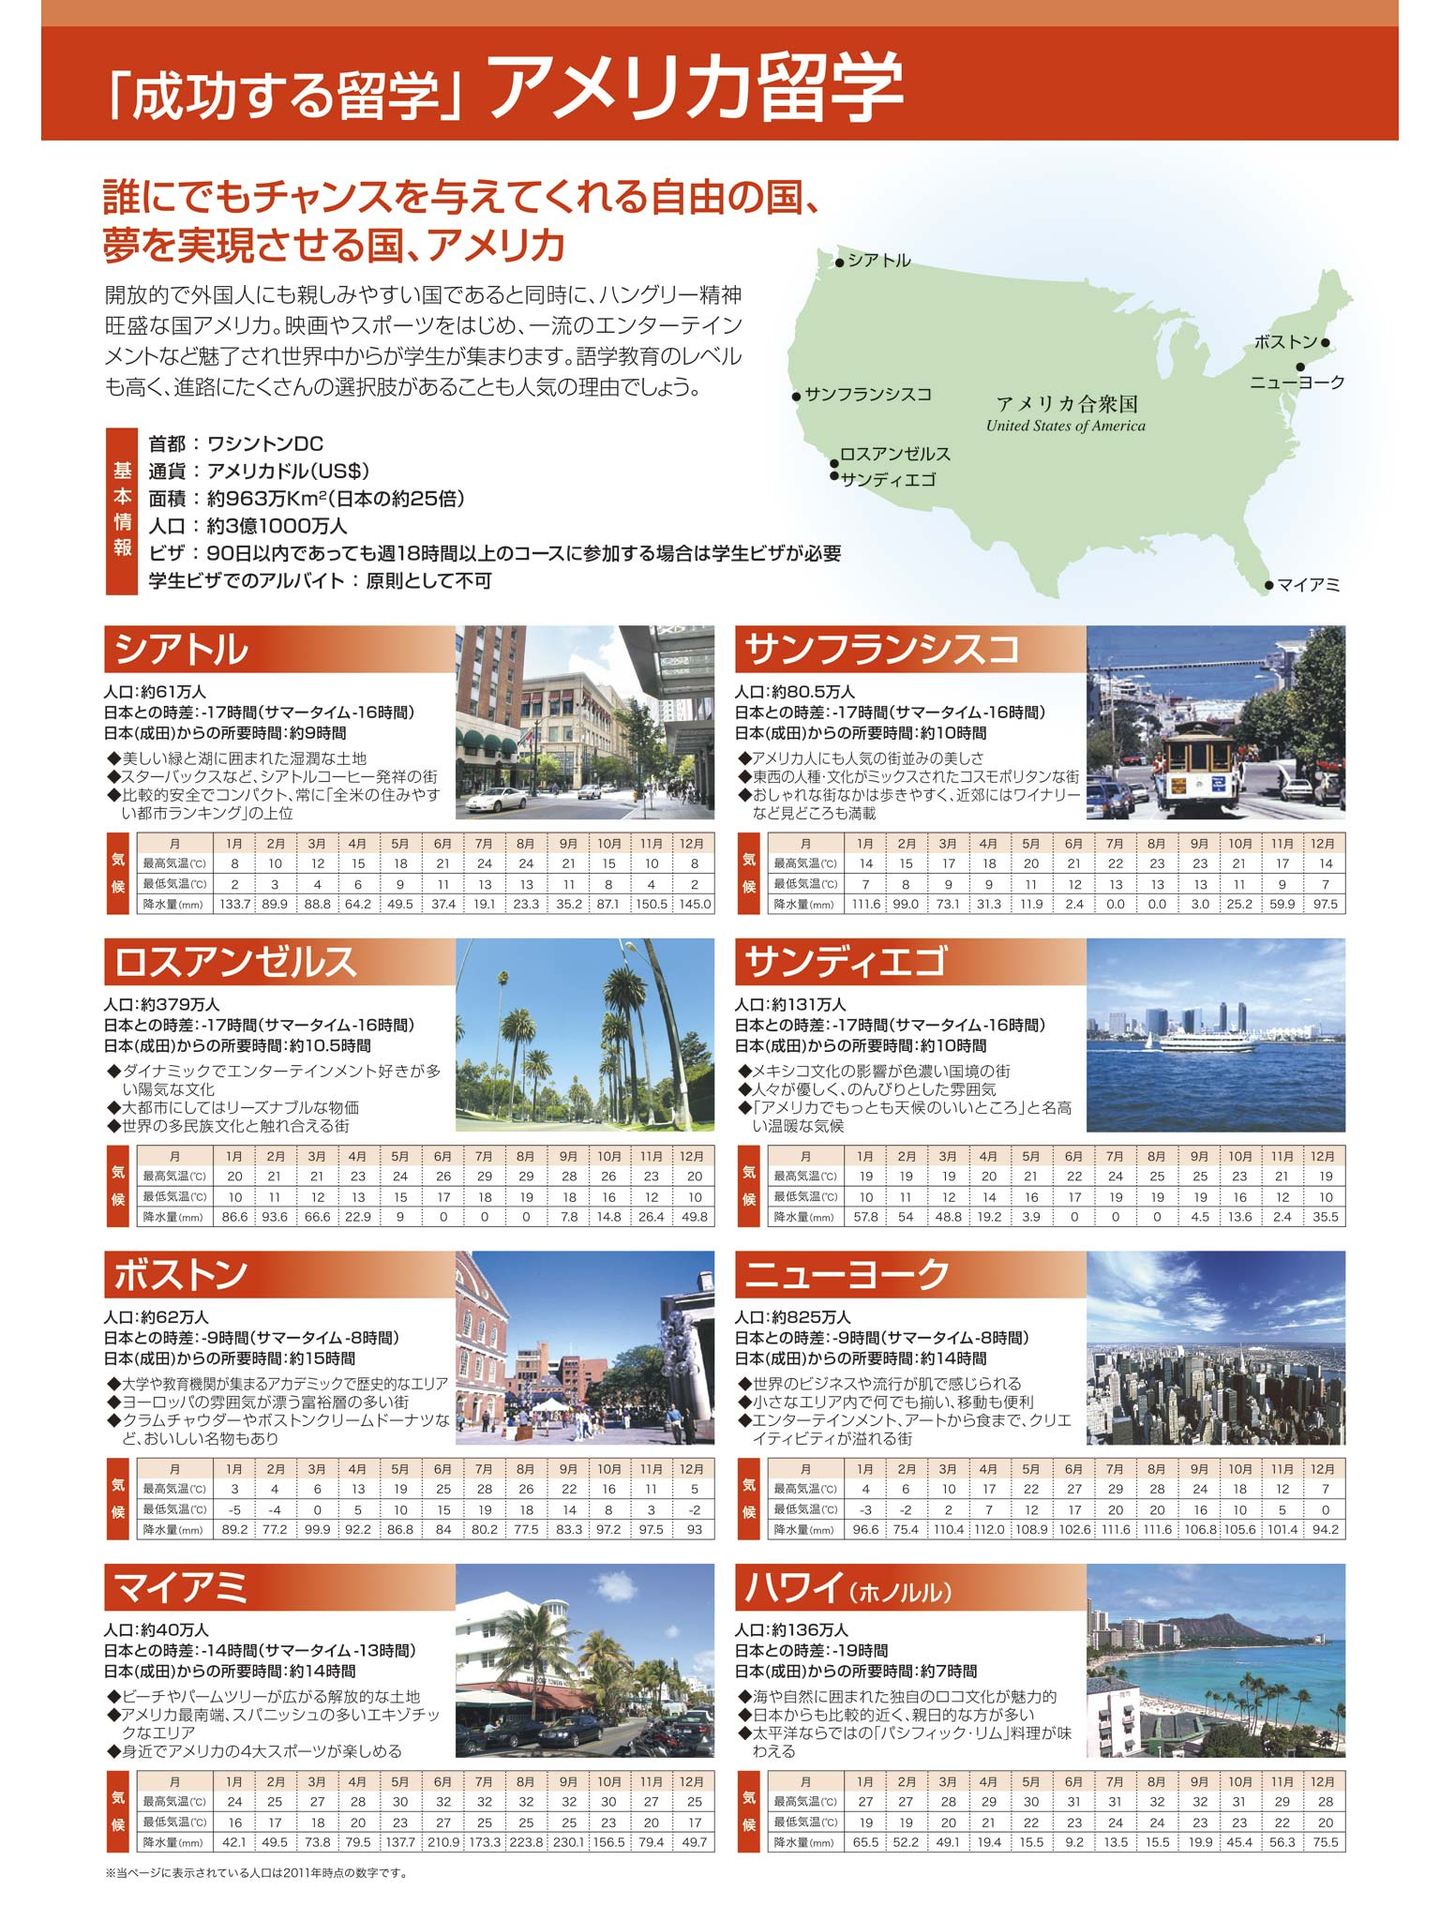 「成功する留学」 アメリカ留学
誰にでもチャンスを与えてくれる自由の国、
夢を実現させる国、アメリカ
開放的で外国人にも親しみやすい国であると同時に、ハングリー精神
旺盛な国アメリカ。映画やスポーツをはじめ、一流のエンターテイン
メントなど魅了され世界中からが学生が集まります。語学教育のレベル
も高く、進路にたくさんの選択肢があることも人気の理由でしょう。
シアトル
ボストン
ニューヨーク
サンフランシスコ
アメリカ合衆国
United States of America
ロスアンゼルス
サンディエゴ
マイアミ
基本情報
首都 : ワシントンDC
通貨 : アメリカドル(US$)
面積 : 約963万Km²(日本の約25倍)
人口 : 約3億1000万人
ビザ : 90日以内であっても週18時間以上のコースに参加する場合は学生ビザが必要
学生ビザでのアルバイト : 原則として不可
シアトル
人口:約61万人
日本との時差:-17時間(サマータイム-16時間)
日本(成田)からの所要時間:約9時間
◆美しい緑と湖に囲まれた湿潤な土地
◆スターバックスなど、シアトルコーヒー発祥の街
◆比較的安全でコンパクト、常に「全米の住みやす
い都市ランキング」の上位
気候
月 1月 2月 3月 4月 5月 6月 7月 8月 9月 10月 11月 12月
最高気温(℃) 8 10 12 15 18 21 24 24 21 15 10 8
最低気温(℃) 2 3 4 6 9 11 13 13 11 8 4 2
降水量(mm) 133.7 89.9 88.8 64.2 49.5 37.4 19.1 23.3 35.2 87.1 150.5 145.0
サンフランシスコ
人口:約80.5万人
日本との時差:-17時間(サマータイム-16時間)
日本(成田)からの所要時間:約10時間
◆アメリカ人にも人気の街並みの美しさ
◆東西の人種・文化がミックスされたコスモポリタンな街
◆おしゃれな街なかは歩きやすく、近郊にはワイナリー
など見どころも満載
気候
月 1月 2月 3月 4月 5月 6月 7月 8月 9月 10月 11月 12月
最高気温(℃) 14 15 17 18 20 21 22 23 23 21 17 14
最低気温(℃) 7 8 9 9 11 12 13 13 13 11 9 7
降水量(mm) 111.6 99.0 73.1 31.3 11.9 2.4 0.0 0.0 3.0 25.2 59.9 97.5
ロスアンゼルス
人口:約379万人
日本との時差:-17時間(サマータイム-16時間)
日本(成田)からの所要時間:約10.5時間
◆ダイナミックでエンターテインメント好きが多
い陽気な文化
◆大都市にしてはリーズナブルな物価
◆世界の多民族文化と触れ合える街
気候
月 1月 2月 3月 4月 5月 6月 7月 8月 9月 10月 11月 12月
最高気温(℃) 20 21 21 23 24 26 29 29 28 26 23 20
最低気温(℃) 10 11 12 13 15 17 18 19 18 16 12 10
降水量(mm) 86.6 93.6 66.6 22.9 9 0 0 0 7.8 14.8 26.4 49.8
サンディエゴ
人口:約131万人
日本との時差:-17時間(サマータイム-16時間)
日本(成田)からの所要時間:約10時間
◆メキシコ文化の影響が色濃い国境の街
◆人々が優しく、のんびりとした雰囲気
◆「アメリカでもっとも天候のいいところ」と名高
い温暖な気候
気候
月 1月 2月 3月 4月 5月 6月 7月 8月 9月 10月 11月 12月
最高気温(℃) 19 19 19 20 21 22 24 25 25 23 21 19
最低気温(℃) 10 11 12 14 16 17 19 19 19 16 12 10
降水量(mm) 57.8 54 48.8 19.2 3.9 0 0 0 4.5 13.6 2.4 35.5
ボストン
人口:約62万人
日本との時差:-9時間(サマータイム-8時間)
日本(成田)からの所要時間:約15時間
◆大学や教育機関が集まるアカデミックで歴史的なエリア
◆ヨーロッパの雰囲気が漂う富裕層の多い街
◆クラムチャウダーやボストンクリームドーナツな
ど、おいしい名物もあり
気候
月 1月 2月 3月 4月 5月 6月 7月 8月 9月 10月 11月 12月
最高気温(℃) 3 4 6 13 19 25 28 26 22 16 11 5
最低気温(℃) -5 -4 0 5 10 15 19 18 14 8 3 -2
降水量(mm) 89.2 77.2 99.9 92.2 86.8 84 80.2 77.5 83.3 97.2 97.5 93
ニューヨーク
人口:約825万人
日本との時差:-9時間(サマータイム-8時間)
日本(成田)からの所要時間:約14時間
◆世界のビジネスや流行が肌で感じられる
◆小さなエリア内で何でも揃い、移動も便利
◆エンターテインメント、アートから食まで、クリエ
イティビティが溢れる街
気候
月 1月 2月 3月 4月 5月 6月 7月 8月 9月 10月 11月 12月
最高気温(℃) 4 6 10 17 22 27 29 28 24 18 12 7
最低気温(℃) -3 -2 2 7 12 17 20 20 16 10 5 0
降水量(mm) 96.6 75.4 110.4 112.0 108.9 102.6 111.6 111.6 106.8 105.6 101.4 94.2
マイアミ
人口:約40万人
日本との時差:-14時間(サマータイム-13時間)
日本(成田)からの所要時間:約14時間
◆ビーチやパームツリーが広がる解放的な土地
◆アメリカ最南端、スパニッシュの多いエキゾチッ
クなエリア
◆身近でアメリカの4大スポーツが楽しめる
気候
月 1月 2月 3月 4月 5月 6月 7月 8月 9月 10月 11月 12月
最高気温(℃) 24 25 27 28 30 32 32 32 32 30 27 25
最低気温(℃) 16 17 18 20 23 27 25 25 25 23 20 17
降水量(mm) 42.1 49.5 73.8 79.5 137.7 210.9 173.3 223.8 230.1 156.5 79.4 49.7
ハワイ(ホノルル)
人口:約136万人
日本との時差:-19時間
日本(成田)からの所要時間:約7時間
◆海や自然に囲まれた独自のロコ文化が魅力的
◆日本からも比較的近く、親日的な方が多い
◆太平洋ならではの「パシフィック・リム」料理が味
わえる
気候
月 1月 2月 3月 4月 5月 6月 7月 8月 9月 10月 11月 12月
最高気温(℃) 27 27 28 29 30 31 31 32 32 31 29 28
最低気温(℃) 19 19 20 21 22 23 24 24 23 23 22 20
降水量(mm) 65.5 52.2 49.1 19.4 15.5 9.2 13.5 15.5 19.9 45.4 56.3 75.5
※当ページに表示されている人口は2011年時点の数字です。